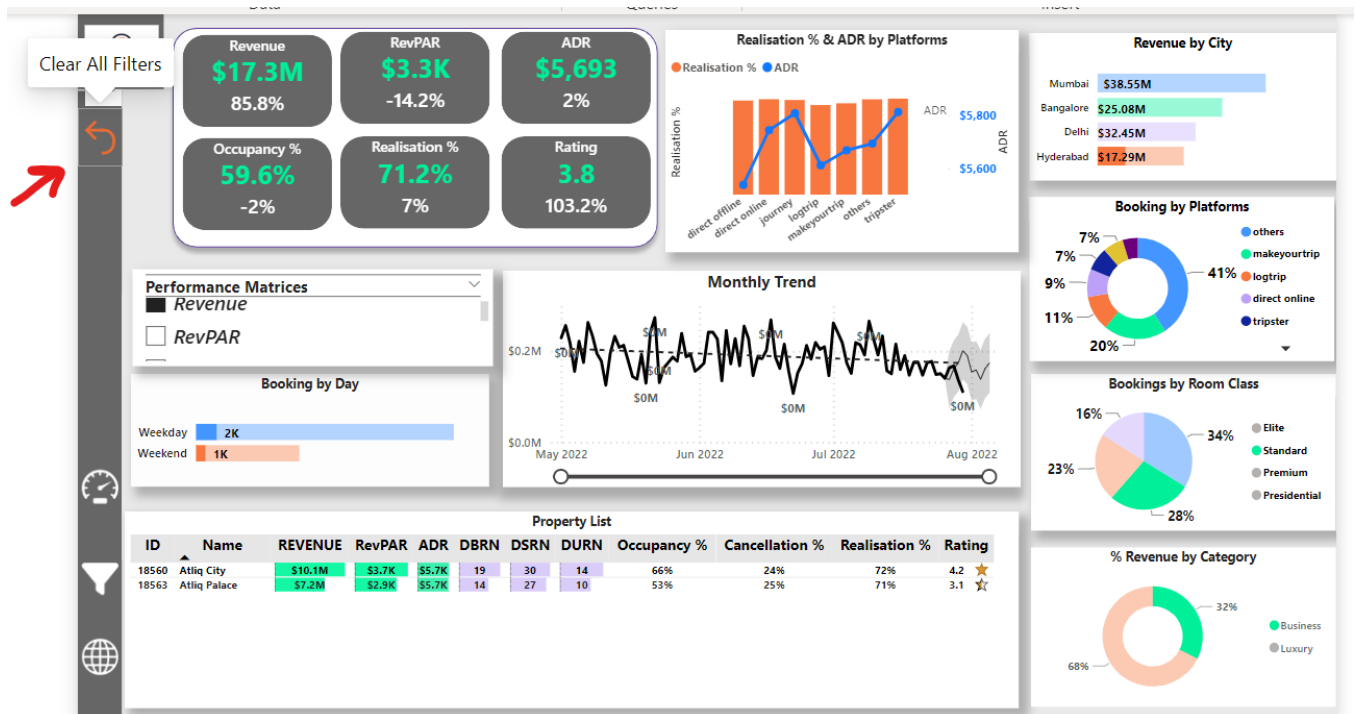 Data
Queries
Insert
Clear All Filters
Revenue
$17.3M
85.8%
RevPAR
$3.3K
-14.2%
ADR
$5,693
2%
Occupancy %
59.6%
-2%
Realisation %
71.2%
7%
Rating
3.8
103.2%
Realisation % & ADR by Platforms
Realisation % ADR
Realisation %
ADR
$5,800
$5,600
ADR
direct offline
direct online
journey
logtrip
makeyourtrip
others
tripster
Revenue by City
Mumbai $38.55M
Bangalore $25.08M
Delhi $32.45M
Hyderabad $17.29M
Booking by Platforms
7%
7%
9%
11%
20%
41%
others
makeyourtrip
logtrip
direct online
tripster
Performance Matrices
Revenue
RevPAR
Booking by Day
Weekday 2K
Weekend 1K
Monthly Trend
$0.2M
$0.0M
$0M
$0M
$0M
$0M
$0M
$0M
$0M
$0M
May 2022 Jun 2022 Jul 2022 Aug 2022
Bookings by Room Class
16%
34%
23%
28%
Elite
Standard
Premium
Presidential
Property List
ID Name REVENUE RevPAR ADR DBRN DSRN DURN Occupancy % Cancellation % Realisation % Rating
18560 Atliq City $10.1M $3.7K $5.7K 19 30 14 66% 24% 72% 4.2
18563 Atliq Palace $7.2M $2.9K $5.7K 14 27 10 53% 25% 71% 3.1
% Revenue by Category
32%
68%
Business
Luxury